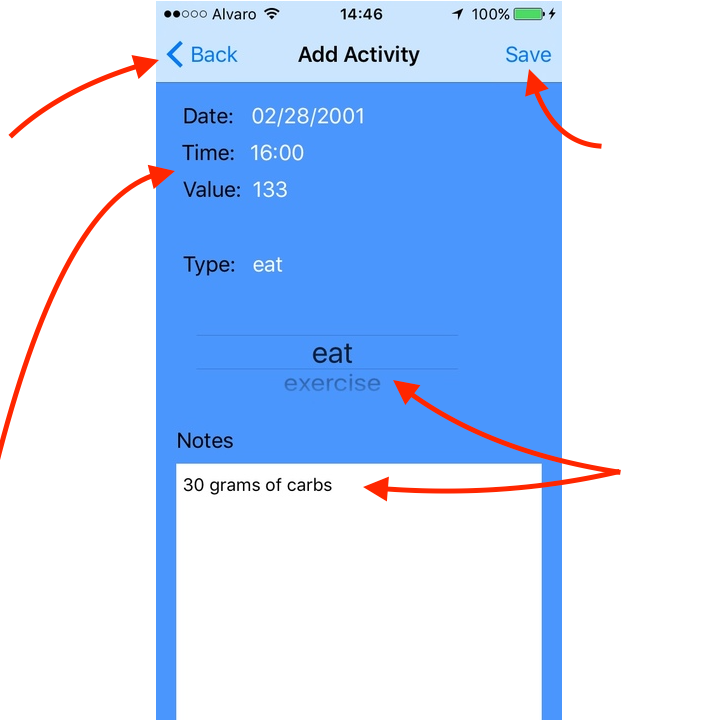 Alvaro 14:46 100%
Back Add Activity Save
Date: 02/28/2001
Time: 16:00
Value: 133
Type: eat
eat
exercise
Notes
30 grams of carbs